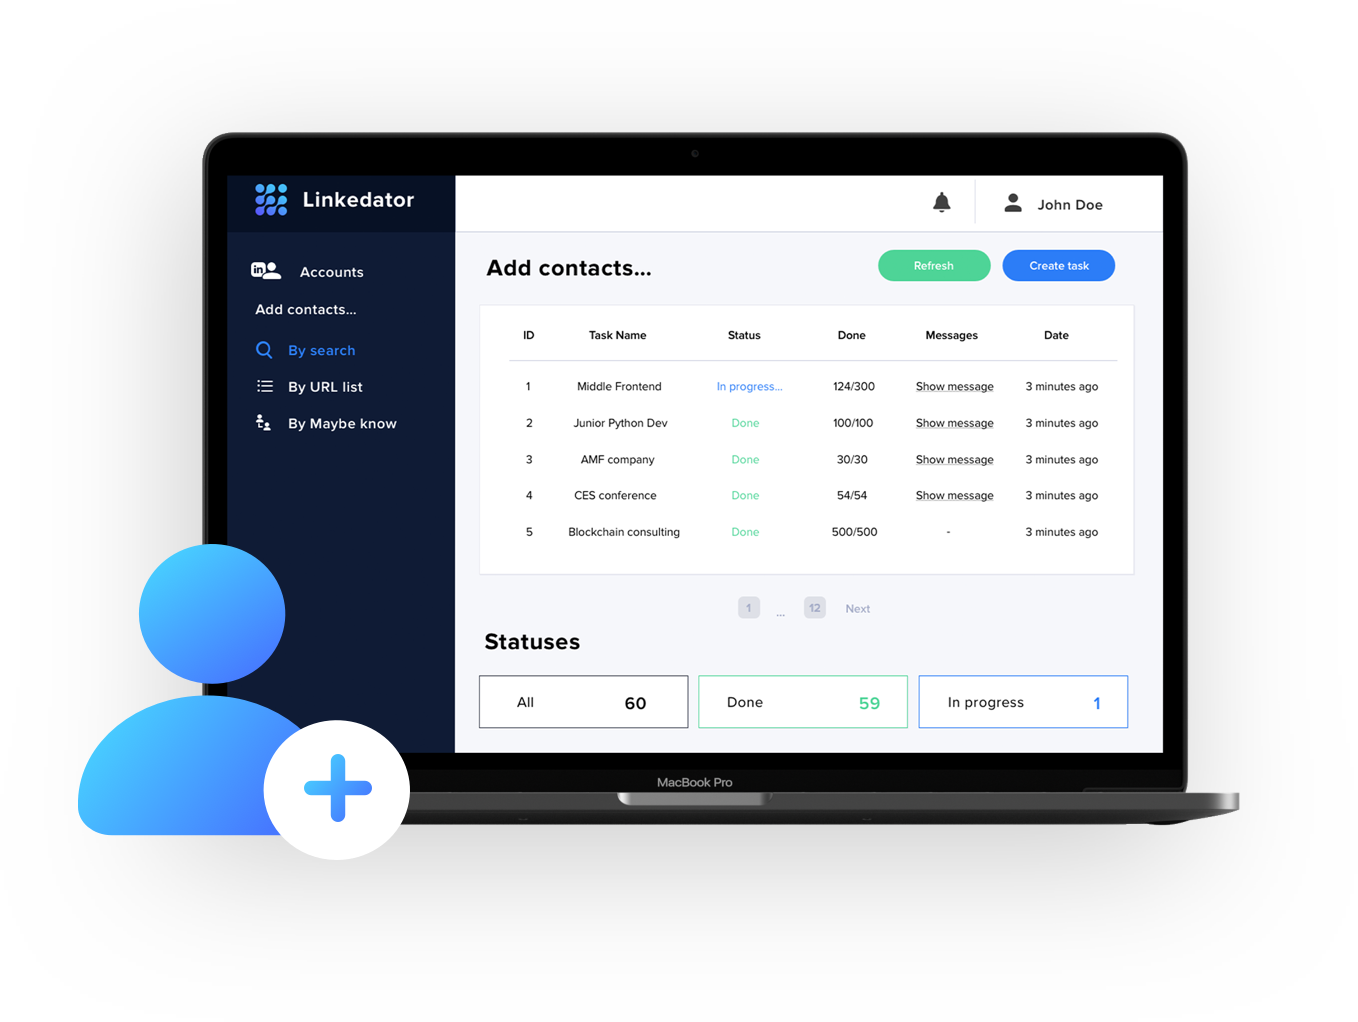 Linkedator
John Doe
in Accounts
Add contacts...
By search
By URL list
By Maybe know
Add contacts...
Refresh
Create task
ID Task Name Status Done Messages Date
1 Middle Frontend In progress... 124/300 Show message 3 minutes ago
2 Junior Python Dev Done 100/100 Show message 3 minutes ago
3 AMF company Done 30/30 Show message 3 minutes ago
4 CES conference Done 54/54 Show message 3 minutes ago
5 Blockchain consulting Done 500/500 - 3 minutes ago
1 ... 12 Next
Statuses
All 60
Done 59
In progress 1
MacBook Pro